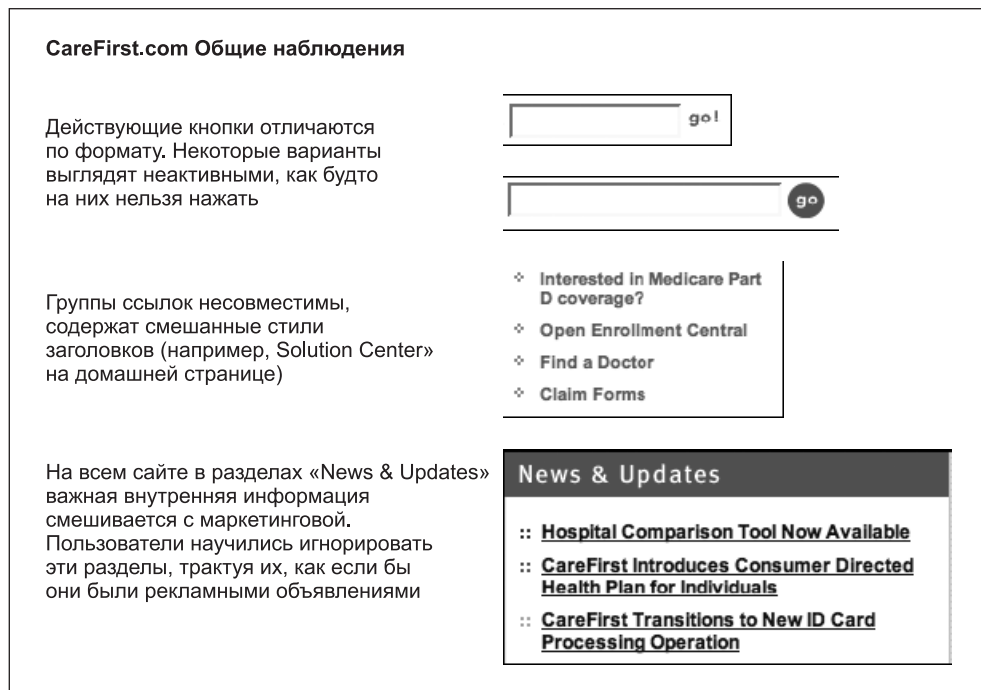 CareFirst.com Общие наблюдения
Действующие кнопки отличаются
по формату. Некоторые варианты
выглядят неактивными, как будто
на них нельзя нажать
go!
go
Группы ссылок несовместимы,
содержат смешанные стили
заголовков (например, Solution Center»
на домашней странице)
Interested in Medicare Part
D coverage?
Open Enrollment Central
Find a Doctor
Claim Forms
На всем сайте в разделах «News & Updates»
важная внутренняя информация
смешивается с маркетинговой.
Пользователи научились игнорировать
эти разделы, трактуя их, как если бы
они были рекламными объявлениями
News & Updates
:: Hospital Comparison Tool Now Available
:: CareFirst Introduces Consumer Directed
Health Plan for Individuals
:: CareFirst Transitions to New ID Card
Processing Operation